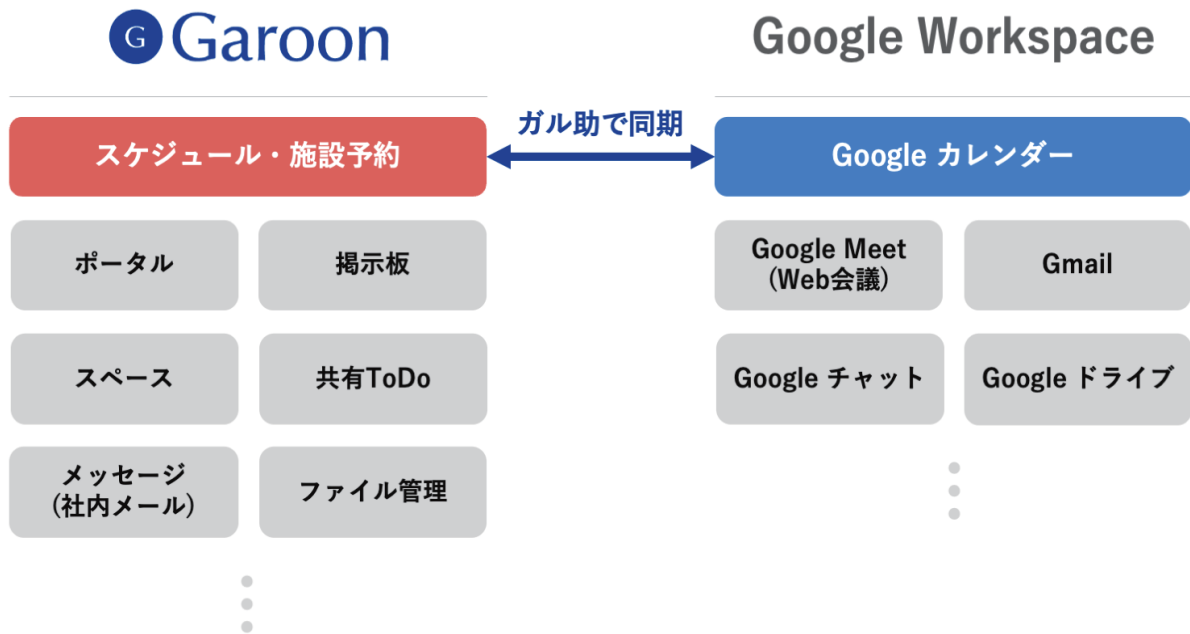 G Garoon
Google Workspace
ガル助で同期
スケジュール・施設予約
Google カレンダー
ポータル
掲示板
Google Meet
(Web会議)
Gmail
スペース
共有ToDo
Google チャット
Google ドライブ
メッセージ
(社内メール)
ファイル管理